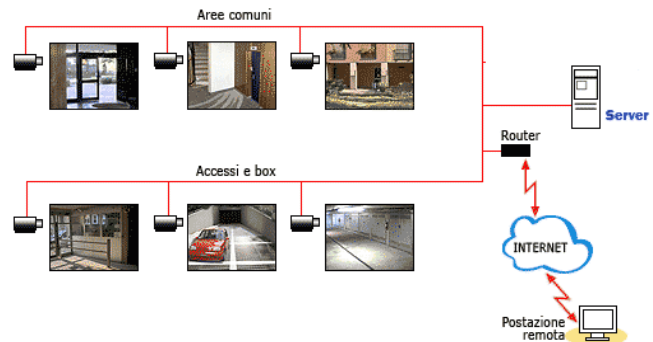 Aree comuni
Server
Router
Accessi e box
INTERNET
Postazione
remota